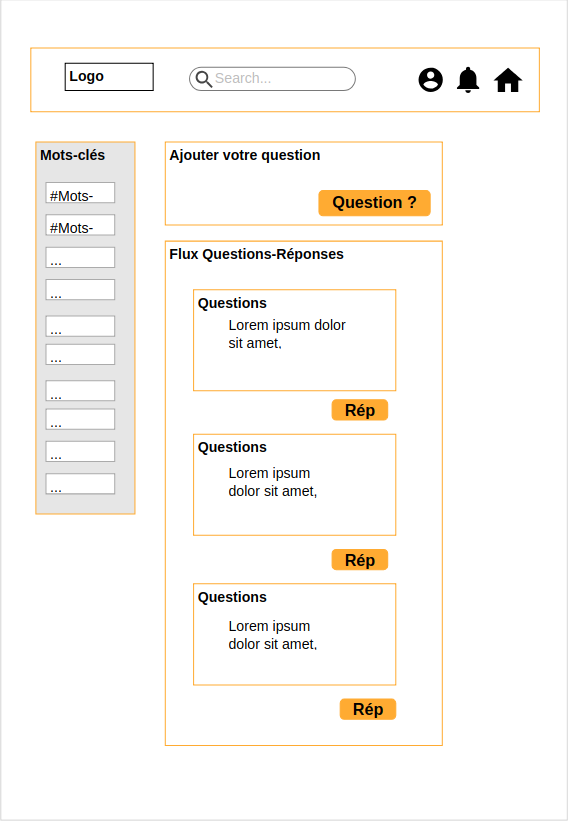 Logo
Search...
Mots-clés
#Mots-
#Mots-
...
...
...
...
...
...
...
...
Ajouter votre question
Question ?
Flux Questions-Réponses
Questions
Lorem ipsum dolor
sit amet,
Rép
Questions
Lorem ipsum
dolor sit amet,
Rép
Questions
Lorem ipsum
dolor sit amet,
Rép